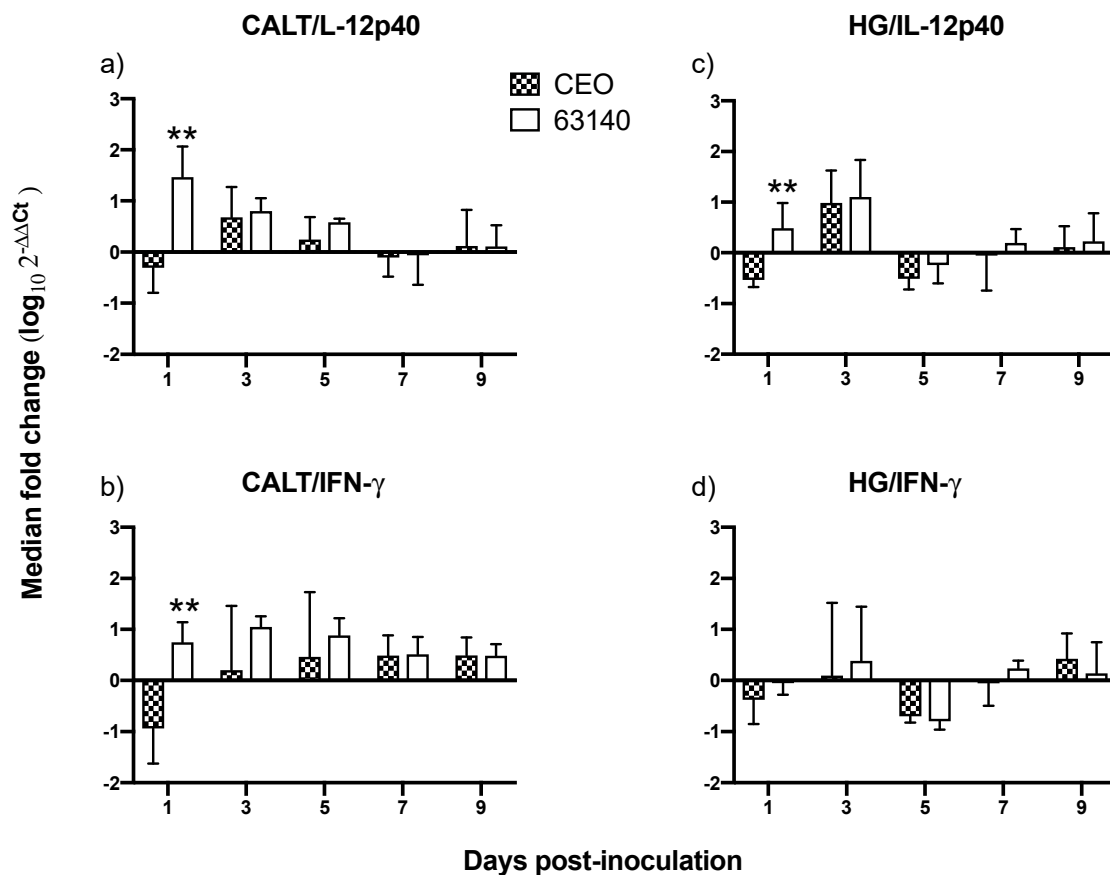 CALT/L-12p40
HG/IL-12p40
a)
c)
CEO
63140
3
2
1
0
-1
-2
**
1 3 5 7 9
3
2
1
0
-1
-2
**
1 3 5 7 9
Median fold change (log10 2-ΔΔCt )
b)
CALT/IFN-γ
d)
HG/IFN-γ
3
2
1
0
-1
-2
**
1 3 5 7 9
3
2
1
0
-1
-2
1 3 5 7 9
Days post-inoculation